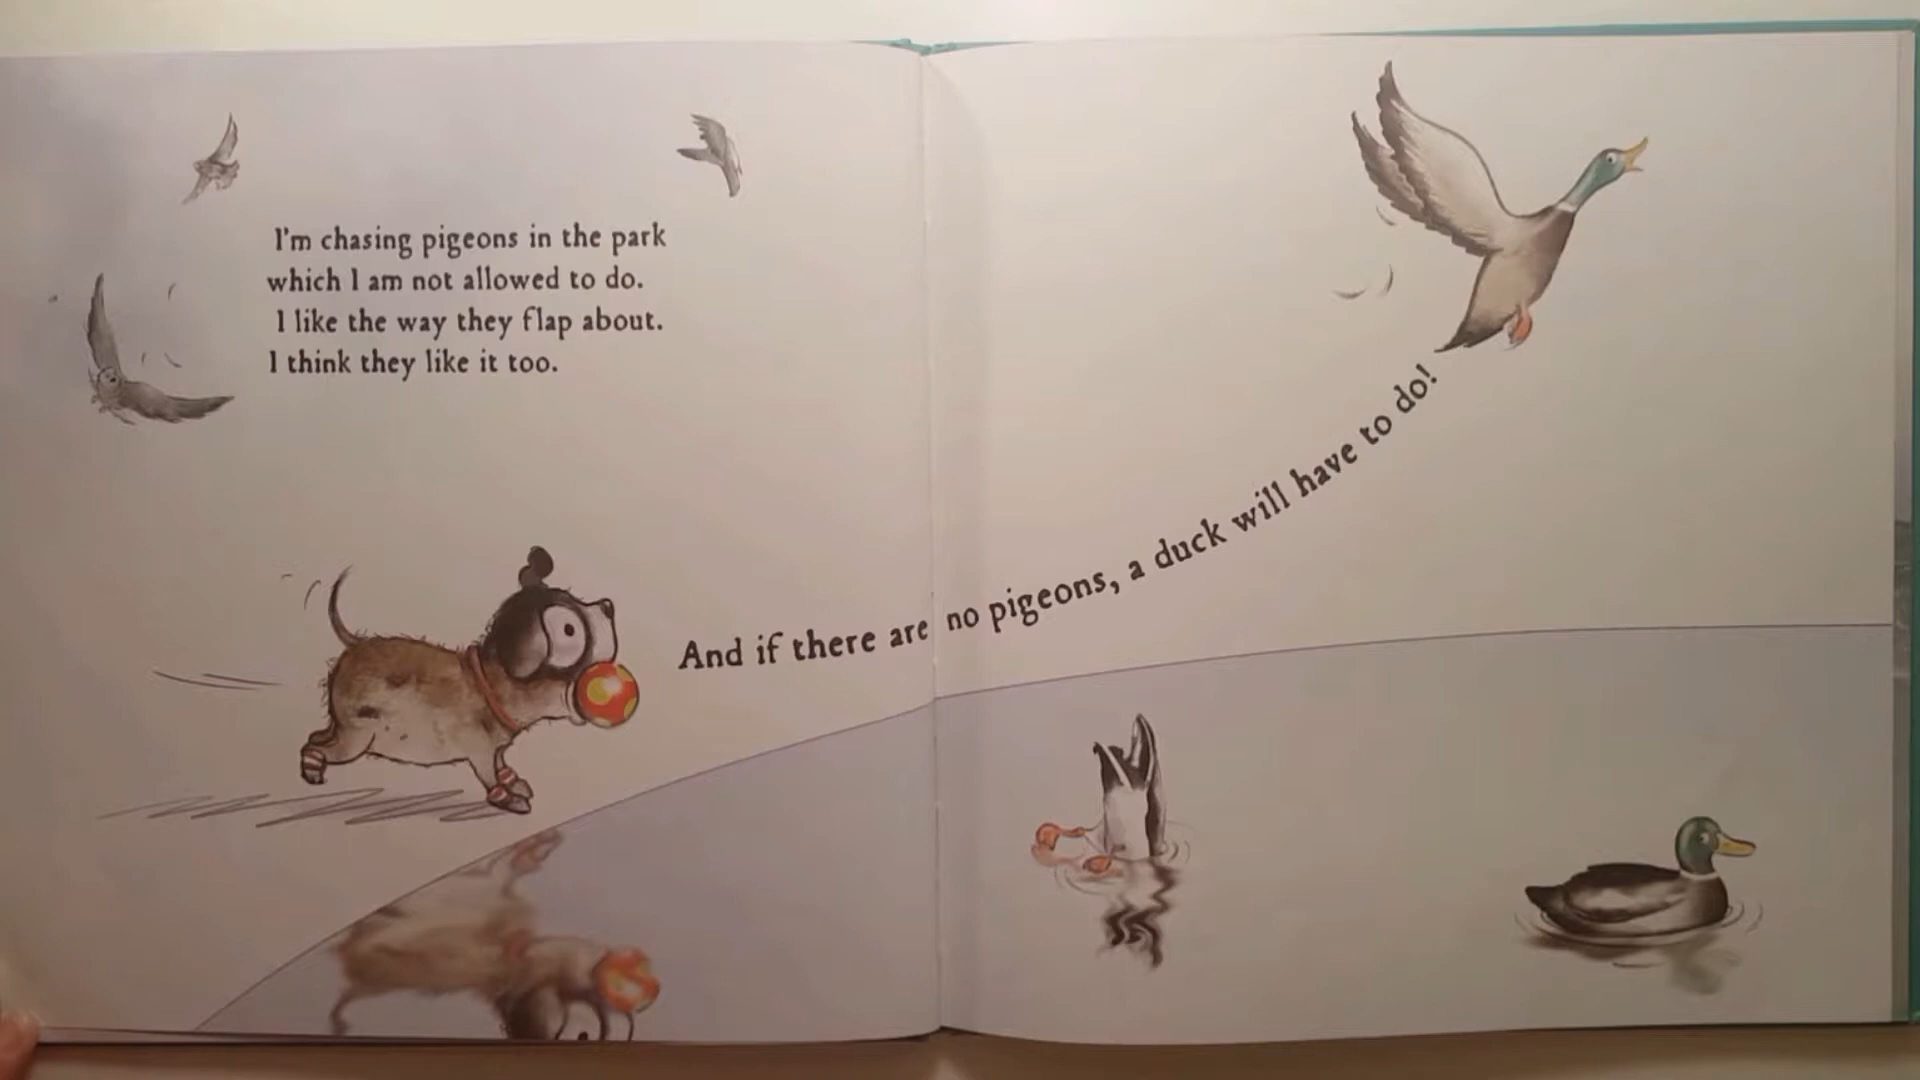 I'm chasing pigeons in the park
which I am not allowed to do.
I like the way they flap about.
I think they like it too.
And if there are no pigeons, a duck will have to do!